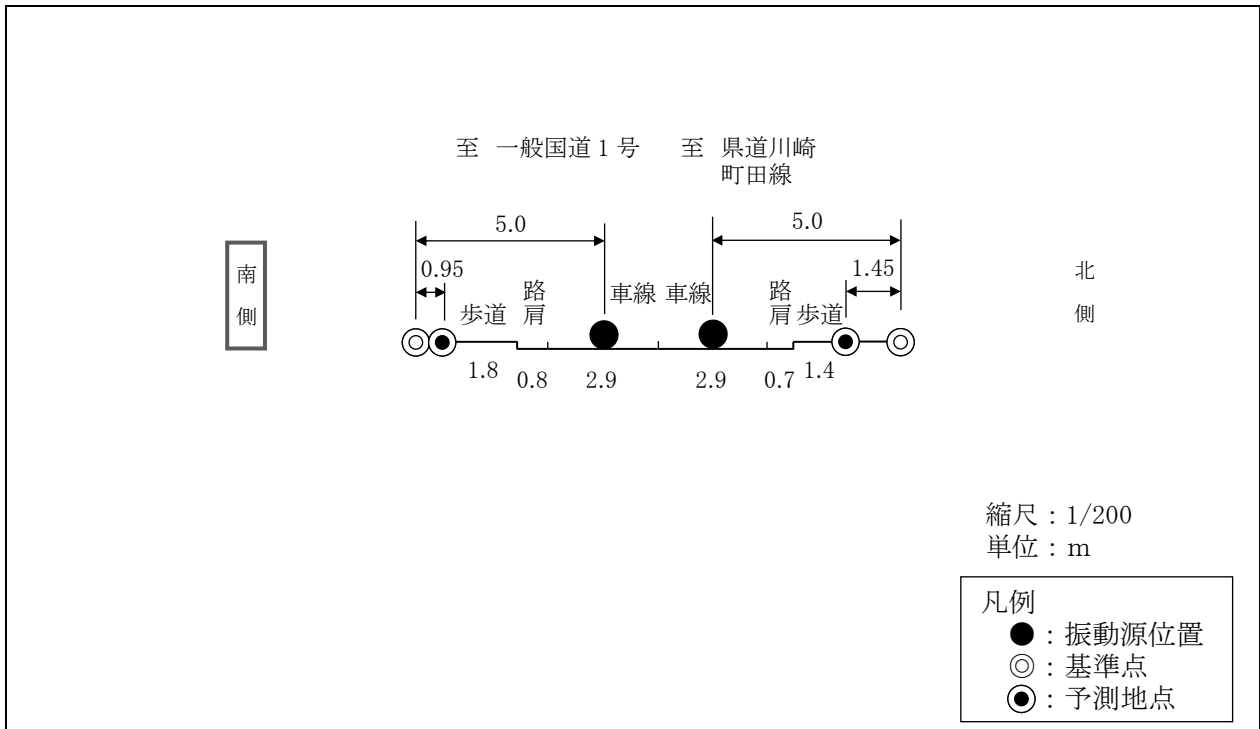 至 一般国道1号 至 県道川崎
町田線
5.0 5.0
南側
0.95 1.45
北側
路肩 車線 車線 路肩
歩道 歩道
1.8 0.8 2.9 2.9 0.7 1.4
縮尺：1/200
単位：m
凡例
●：振動源位置
◎：基準点
：予測地点